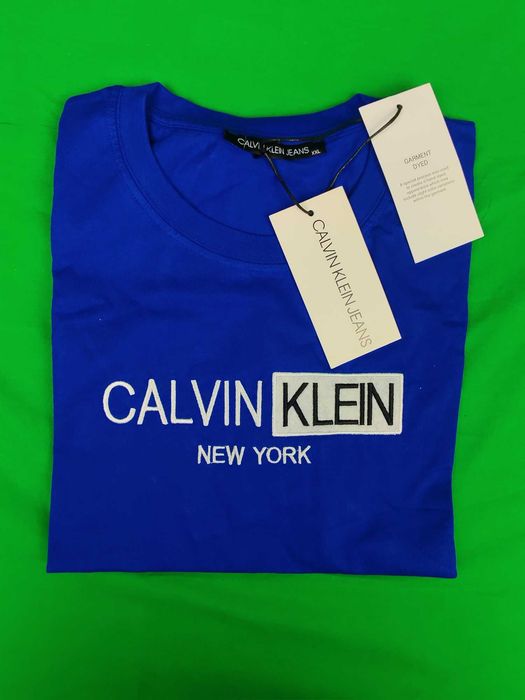 CALVIN KLEIN JEANS XXL
GARMENT
DYED
CALVIN KLEIN JEANS
CALVIN KLEIN
NEW YORK